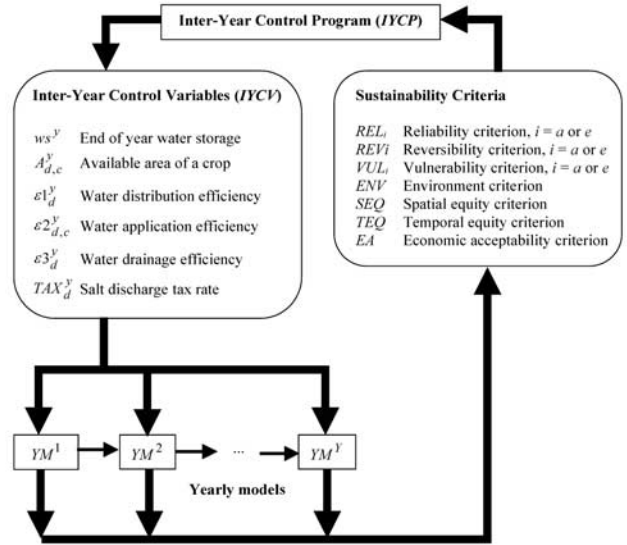 Inter-Year Control Program (IYCP)
Inter-Year Control Variables (IYCV)
ws^y End of year water storage
A^y_{d,c} Available area of a crop
ε1^y_d Water distribution efficiency
ε2^y_{d,c} Water application efficiency
ε3^y_d Water drainage efficiency
TAX^y_d Salt discharge tax rate
Sustainability Criteria
REL_i Reliability criterion, i = a or e
REVi Reversibility criterion, i = a or e
VUL_i Vulnerability criterion, i = a or e
ENV Environment criterion
SEQ Spatial equity criterion
TEQ Temporal equity criterion
EA Economic acceptability criterion
YM^1 YM^2 ... YM^Y
Yearly models